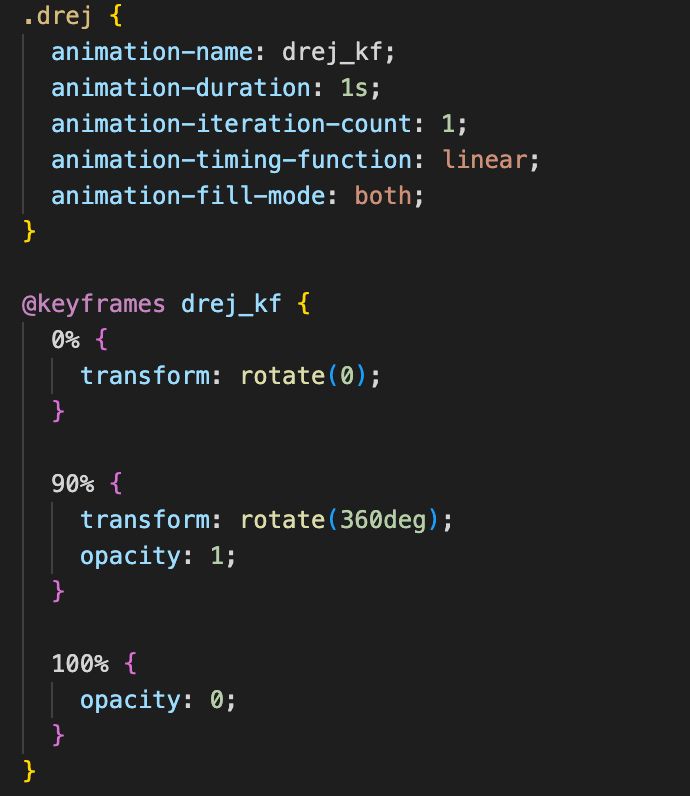 .drej {
  animation-name: drej_kf;
  animation-duration: 1s;
  animation-iteration-count: 1;
  animation-timing-function: linear;
  animation-fill-mode: both;
}

@keyframes drej_kf {
  0% {
    transform: rotate(0);
  }

  90% {
    transform: rotate(360deg);
    opacity: 1;
  }

  100% {
    opacity: 0;
  }
}